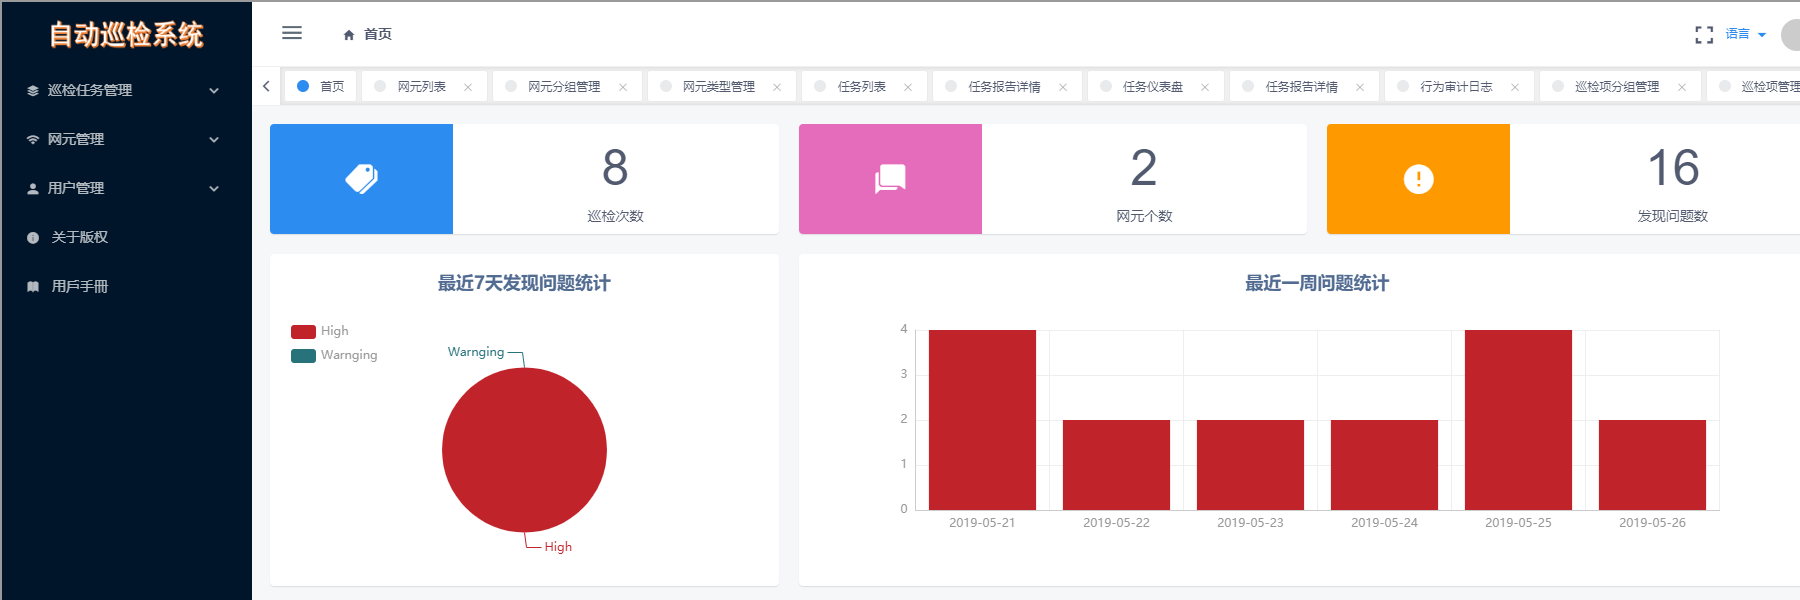 自动巡检系统
巡检任务管理
网元管理
用户管理
关于版权
用戶手冊
首页
语言
首页
网元列表
网元分组管理
网元类型管理
任务列表
任务报告详情
任务仪表盘
任务报告详情
行为审计日志
巡检项分组管理
巡检项管理
8
巡检次数
2
网元个数
16
发现问题数
最近7天发现问题统计
High
Warnging
Warnging
High
最近一周问题统计
4
3
2
1
0
2019-05-21
2019-05-22
2019-05-23
2019-05-24
2019-05-25
2019-05-26